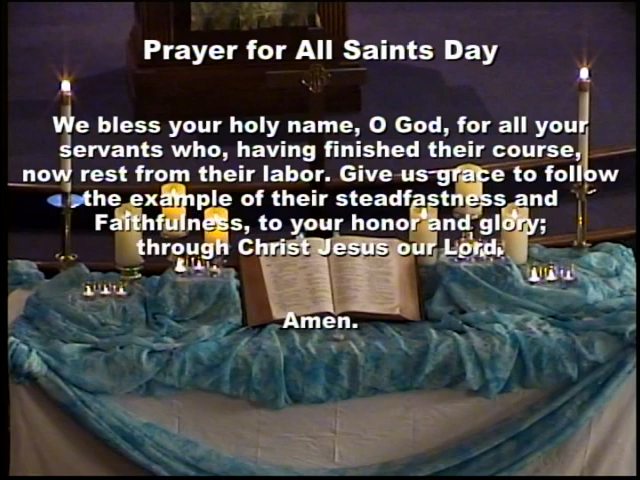 Prayer for All Saints Day
We bless your holy name, O God, for all your
servants who, having finished their course,
now rest from their labor. Give us grace to follow
the example of their steadfastness and
Faithfulness, to your honor and glory;
through Christ Jesus our Lord.
Amen.